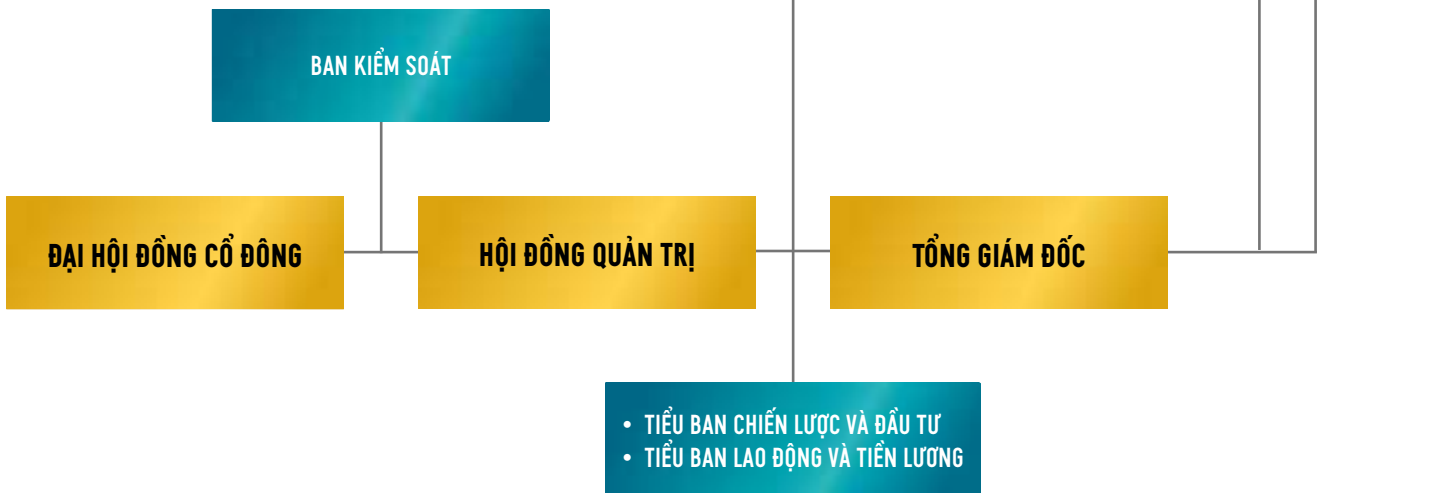 BAN KIỂM SOÁT
ĐẠI HỘI ĐỒNG CỔ ĐÔNG
HỘI ĐỒNG QUẢN TRỊ
TỔNG GIÁM ĐỐC
• TIỂU BAN CHIẾN LƯỢC VÀ ĐẦU TƯ
• TIỂU BAN LAO ĐỘNG VÀ TIỀN LƯƠNG